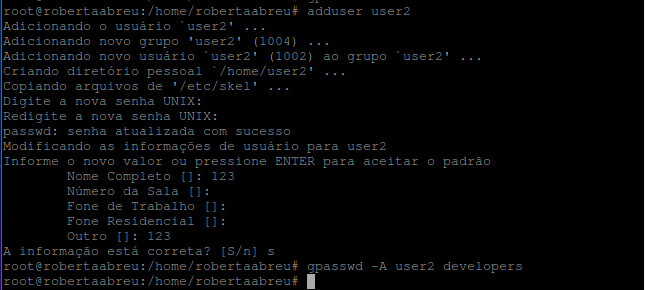 root@robertaabreu:/home/robertaabreu# adduser user2
Adicionando o usuário `user2' ...
Adicionando novo grupo 'user2' (1004) ...
Adicionando novo usuário `user2' (1002) ao grupo `user2' ...
Criando diretório pessoal `/home/user2' ...
Copiando arquivos de '/etc/skel' ...
Digite a nova senha UNIX:
Redigite a nova senha UNIX:
passwd: senha atualizada com sucesso
Modificando as informações de usuário para user2
Informe o novo valor ou pressione ENTER para aceitar o padrão
Nome Completo []: 123
Número da Sala []:
Fone de Trabalho []:
Fone Residencial []:
Outro []: 123
A informação está correta? [S/n] s
root@robertaabreu:/home/robertaabreu# gpasswd -A user2 developers
root@robertaabreu:/home/robertaabreu#